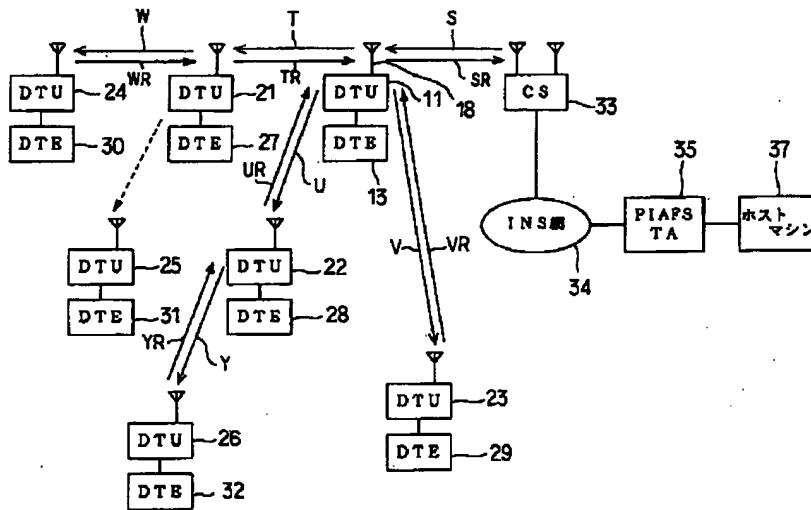 W T S
WR TR SR
DTU 24 DTU 21 DTU 11 18 CS 33
DTE 30 DTE 27 DTE 13
UR U
35 37
INS網 34 PIAFS TA ホストマシン
V VR
DTU 25 DTU 22
DTE 31 DTE 28
YR Y
DTU 23
DTU 26 DTE 29
DTE 32